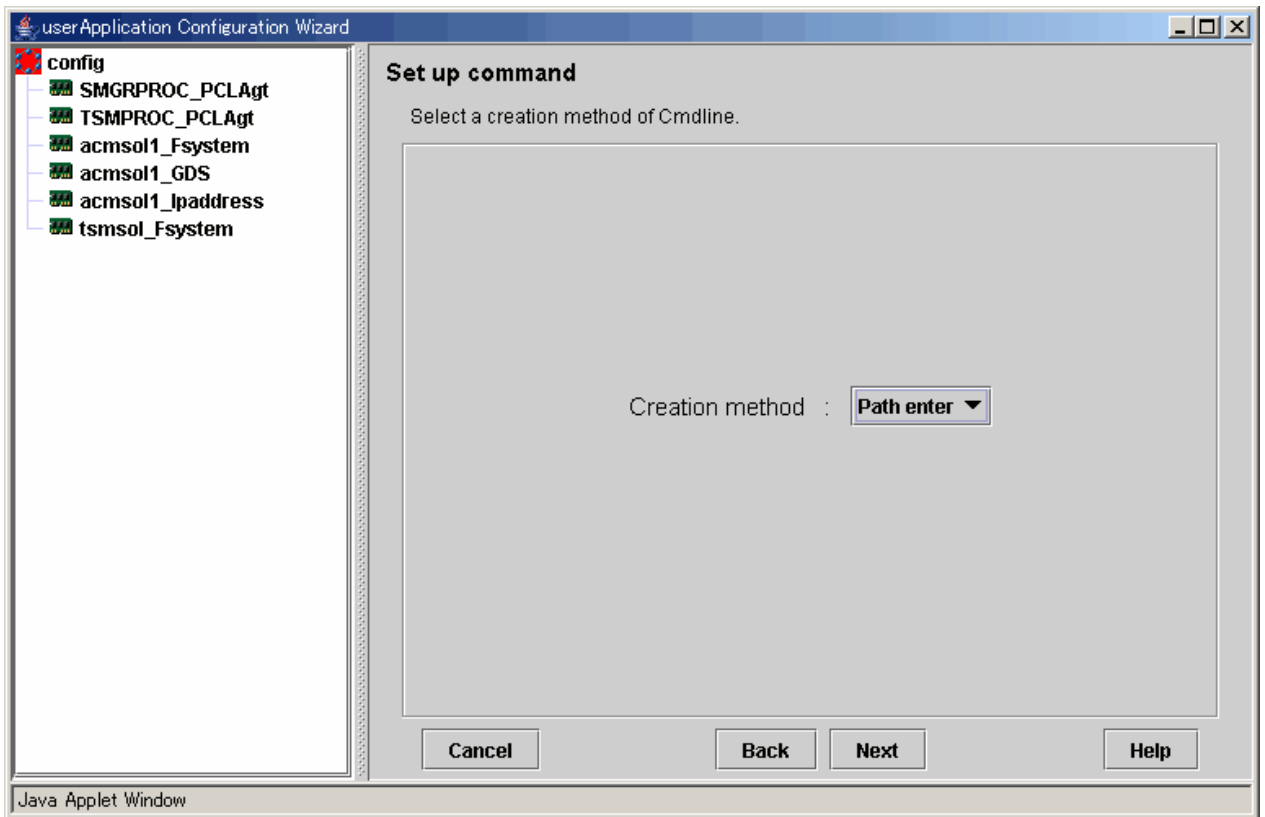 userApplication Configuration Wizard
config
SMGRPROC_PCLAgt
TSMPROC_PCLAgt
acmsol1_Fsystem
acmsol1_GDS
acmsol1_Ipaddress
tsmsol_Fsystem
Set up command
Select a creation method of Cmdline.
Creation method : Path enter
Cancel Back Next Help
Java Applet Window